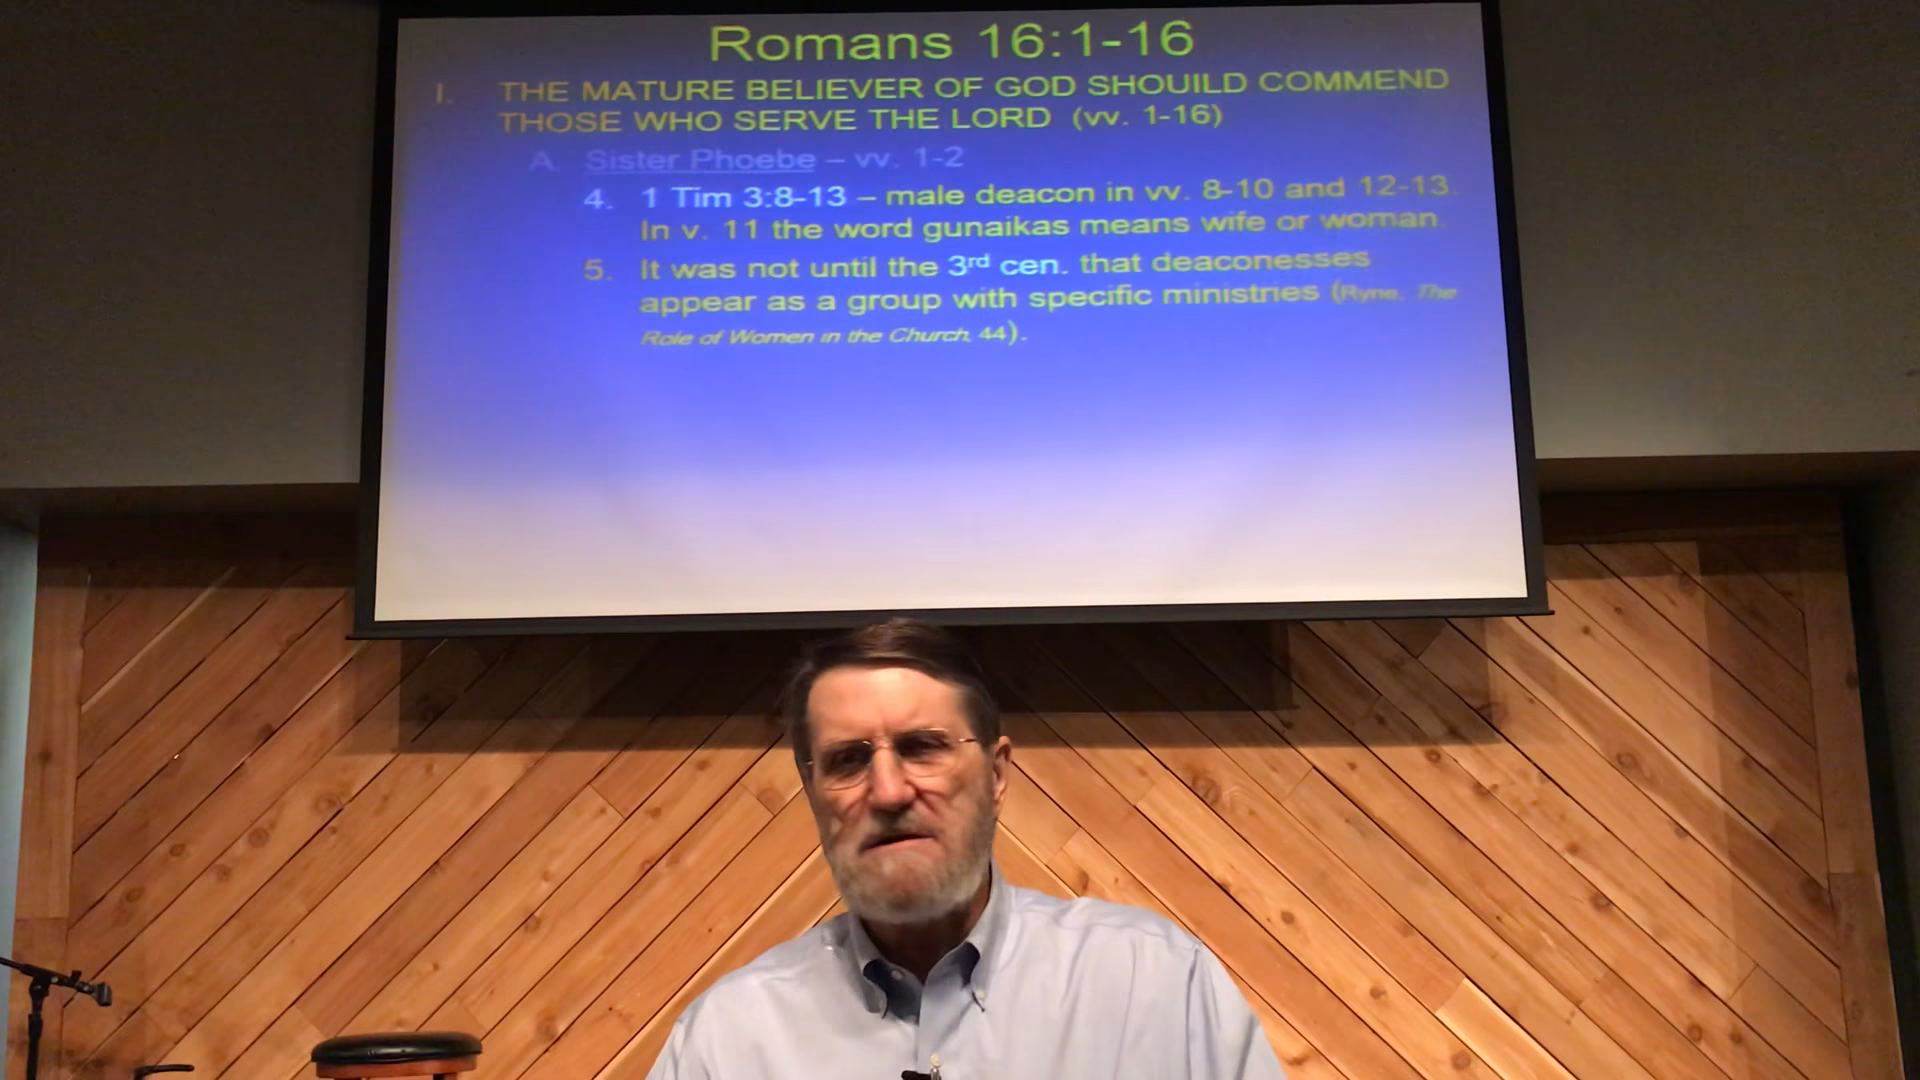 Romans 16:1-16
I. THE MATURE BELIEVER OF GOD SHOUILD COMMEND
THOSE WHO SERVE THE LORD (vv. 1-16)
A. Sister Phoebe – vv. 1-2
4. 1 Tim 3:8-13 – male deacon in vv. 8-10 and 12-13.
In v. 11 the word gunaikas means wife or woman.
5. It was not until the 3rd cen. that deaconesses
appear as a group with specific ministries (Ryrie, The
Role of Women in the Church, 44).